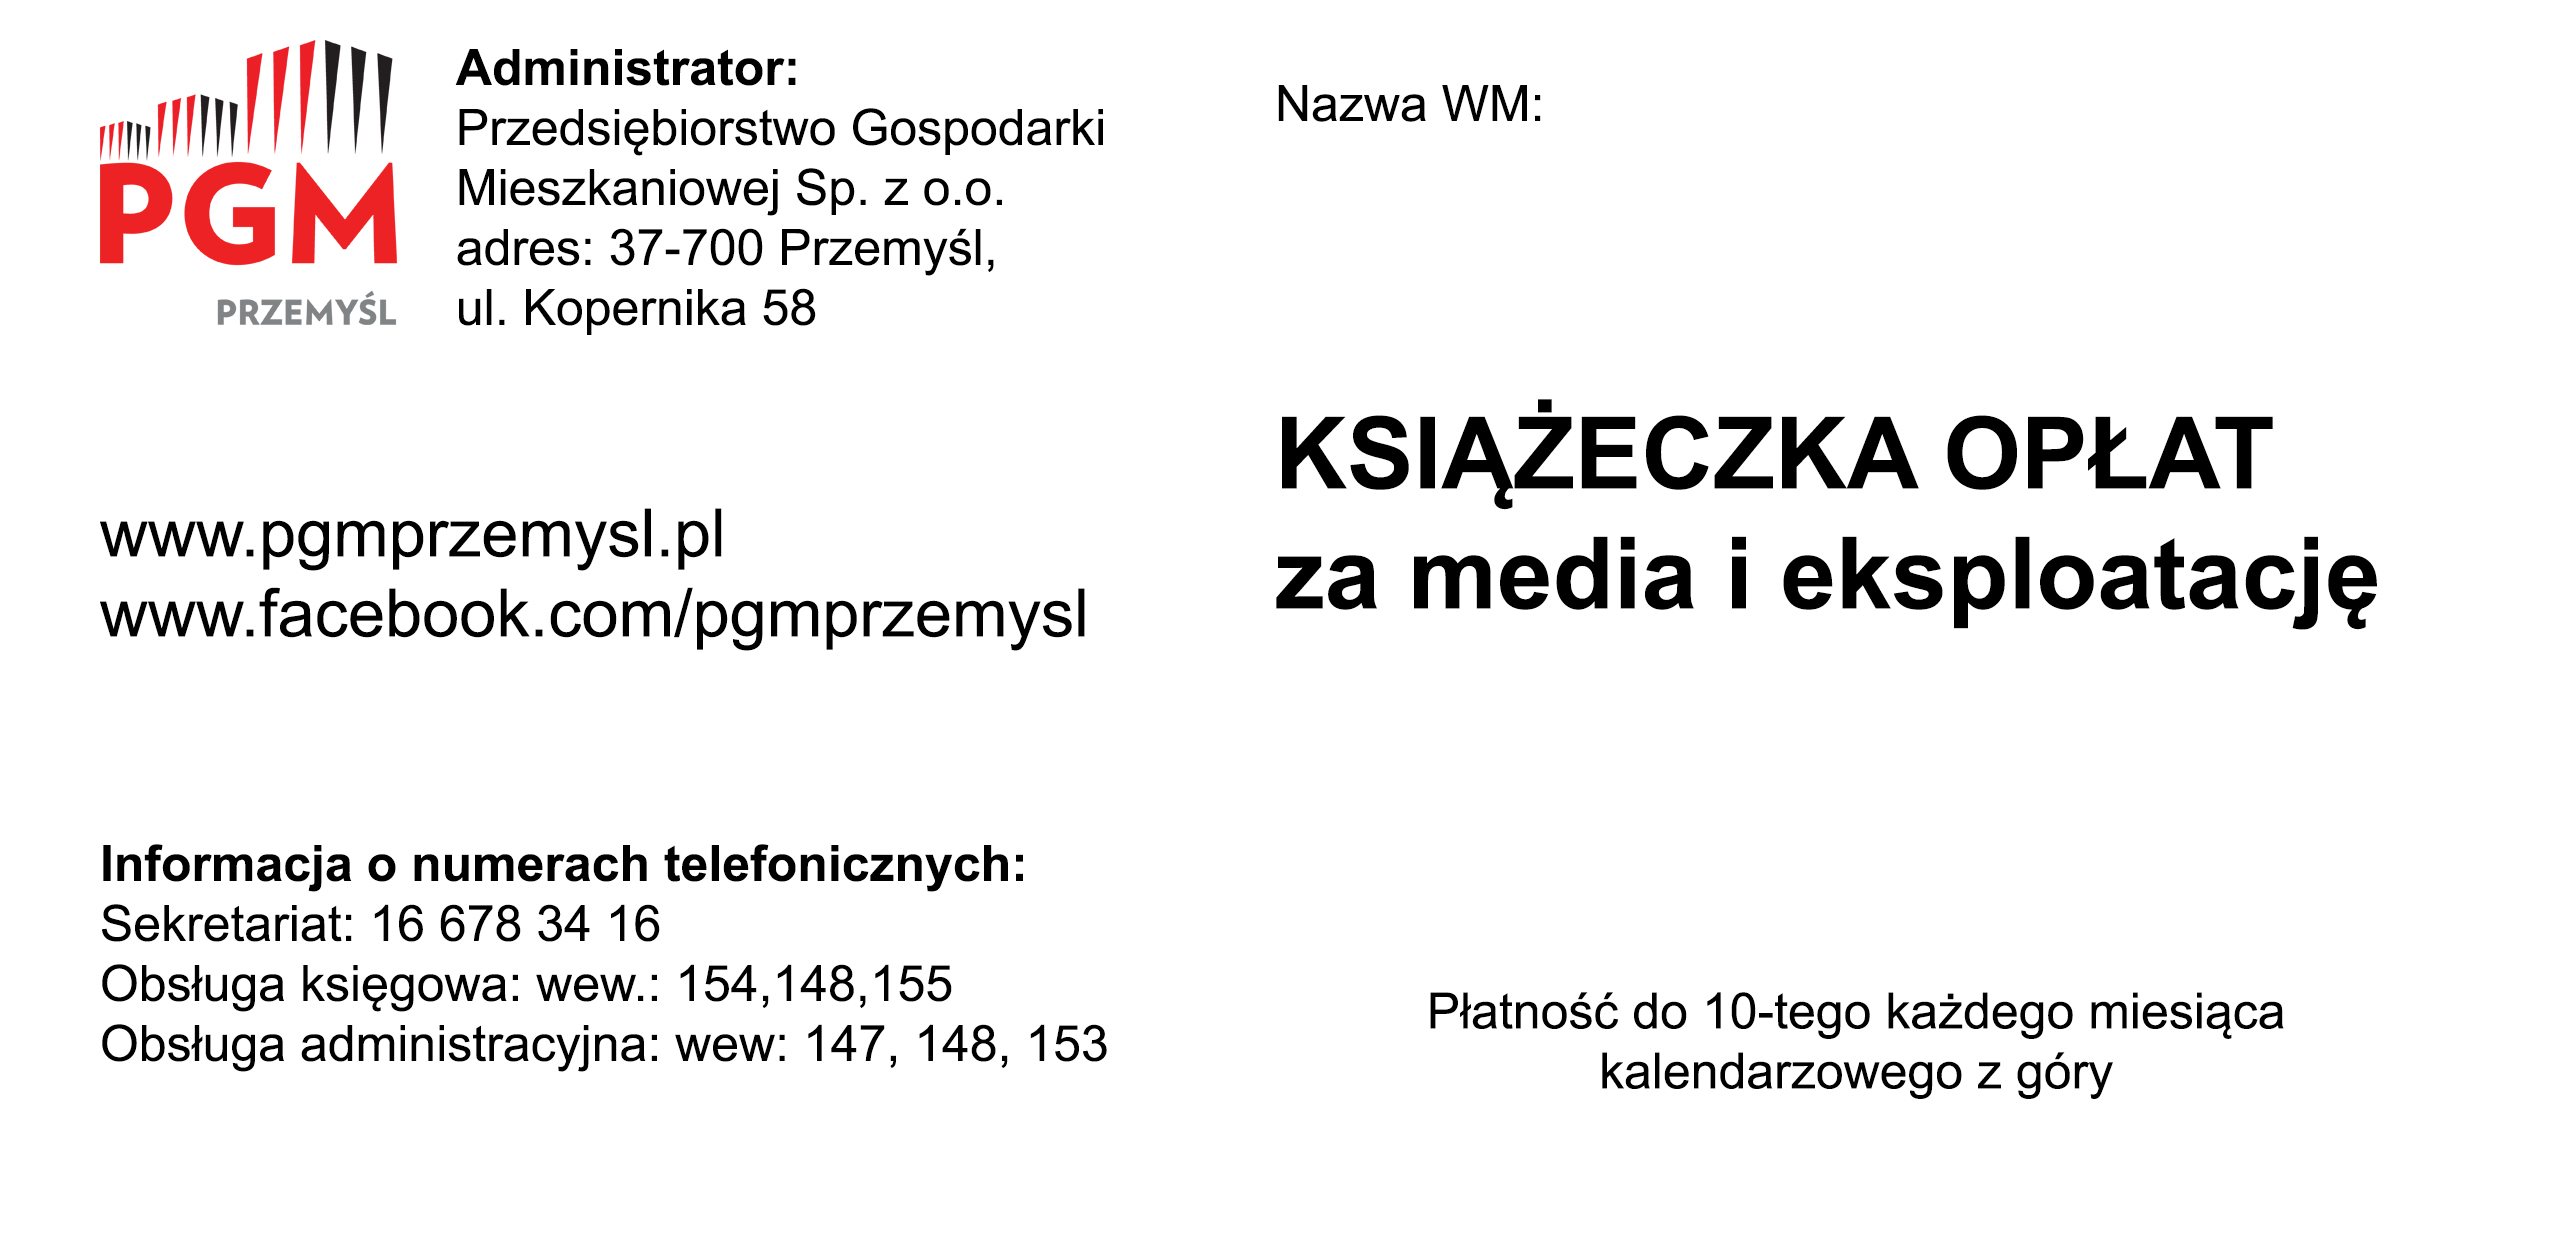 PGM
PRZEMYŚL
Administrator:
Przedsiębiorstwo Gospodarki
Mieszkaniowej Sp. z o.o.
adres: 37-700 Przemyśl,
ul. Kopernika 58
www.pgmprzemysl.pl
www.facebook.com/pgmprzemysl
Informacja o numerach telefonicznych:
Sekretariat: 16 678 34 16
Obsługa księgowa: wew.: 154,148,155
Obsługa administracyjna: wew: 147, 148, 153
Nazwa WM:
KSIĄŻECZKA OPŁAT
za media i eksploatację
Płatność do 10-tego każdego miesiąca
kalendarzowego z góry